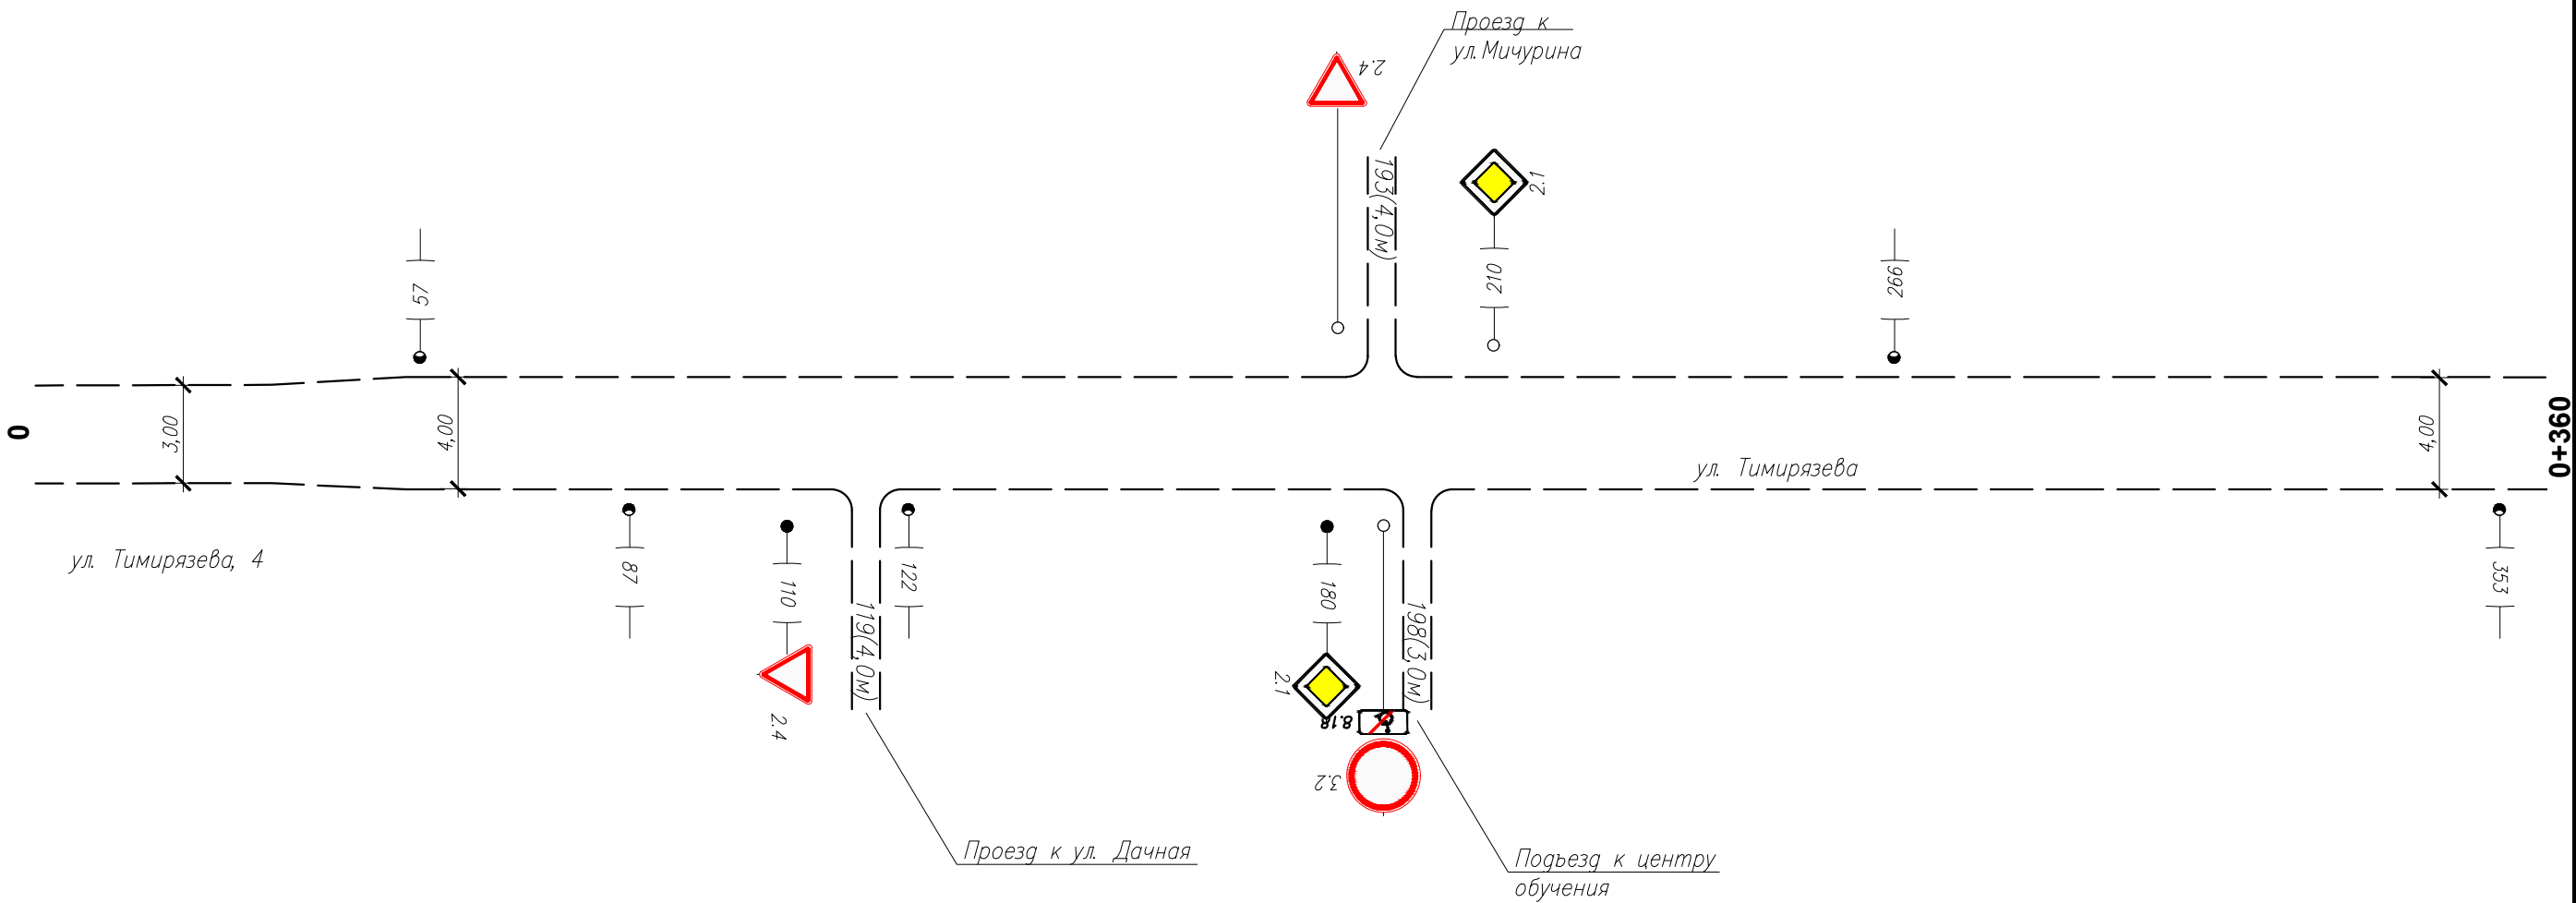 Проезд к
ул.Мичурина
2.4
193(4,0м)
2.1
57
210
266
0
3,00
4,00
4,00
0+360
ул. Тимирязева
ул. Тимирязева, 4
87
110
122
180
353
119(4,0м)
198(3,0м)
2.4
2.1
8.18
3.2
Проезд к ул. Дачная
Подъезд к центру
обучения